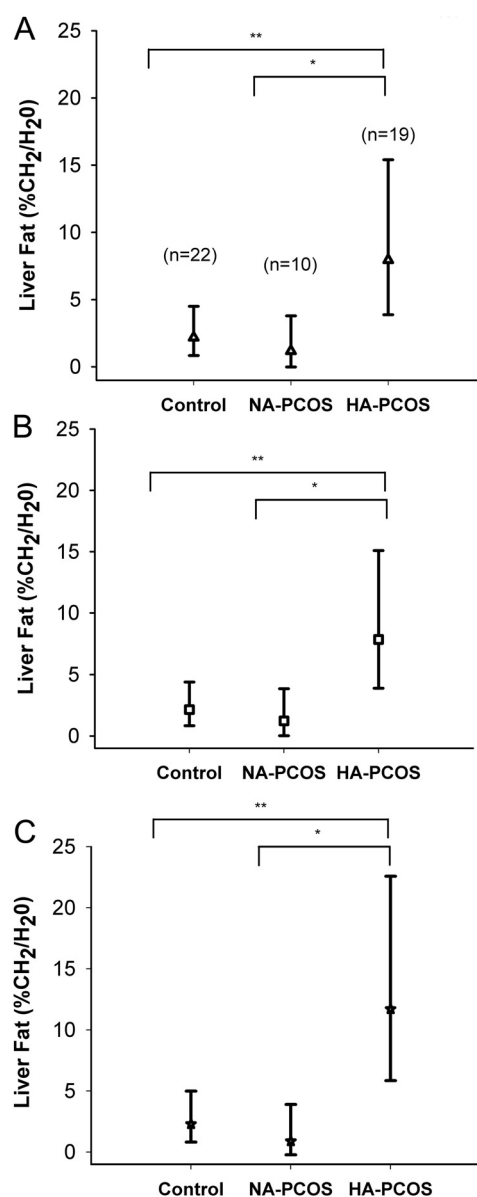 A
25
**
*
20
(n=19)
15
10
(n=22)
(n=10)
5
0
Liver Fat (%CH2/H20)
Control NA-PCOS HA-PCOS
B
25
**
*
20
15
10
5
0
Liver Fat (%CH2/H20)
Control NA-PCOS HA-PCOS
C
**
*
25
20
15
10
5
0
Liver Fat (%CH2/H20)
Control NA-PCOS HA-PCOS